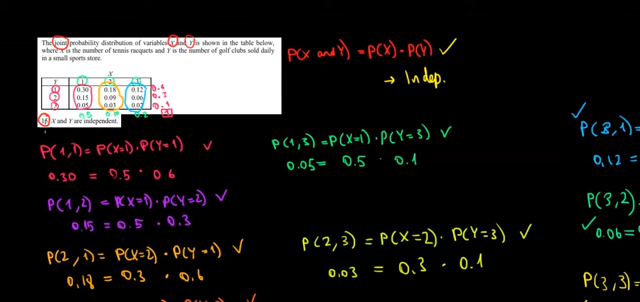 The joint probability distribution of variables X and Y is shown in the table below,
where X is the number of tennis racquets and Y is the number of golf clubs sold daily
in a small sports store.
X
Y 1 2 3
1 0.30 0.18 0.12 0.6
2 0.15 0.09 0.06 0.3
3 0.05 0.03 0.02 0.1
0.5 0.3 0.2 1
16 X and Y are independent.
P(X and Y) = P(X) · P(Y) ✓
→ Indep.
P(1,1) = P(X=1) · P(Y=1) ✓
0.30 = 0.5 · 0.6
P(1,2) = P(X=1) · P(Y=2) ✓
0.15 = 0.5 · 0.3
P(2,1) = P(X=2) · P(Y=1) ✓
0.18 = 0.3 · 0.6
P(1,3) = P(X=1) · P(Y=3) ✓
0.05 = 0.5 · 0.1
P(2,3) = P(X=2) · P(Y=3) ✓
0.03 = 0.3 · 0.1
P(3,1)
0.12 =
P(3,2)
✓ 0.06 =
P(3,3) =